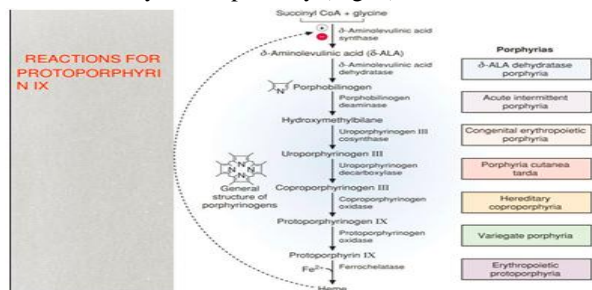 Succinyl CoA + glycine
REACTIONS FOR
PROTOPORPHYRI
N IX
+
−
∂-Aminolevulinic acid
synthase
∂-Aminolevulinic acid (δ-ALA)
∂-Aminolevulinic acid
dehydratase
N
Porphobilinogen
Porphobilinogen
deaminase
Hydroxymethylbilane
Uroporphyrinogen III
cosynthase
Uroporphyrinogen III
Uroporphyrinogen
decarboxylase
General
structure of
porphyrinogens
Coproporphyrinogen III
Coproporphyrinogen
oxidase
Protoporphyrinogen IX
Protoporphyrinogen
oxidase
Protoporphyrin IX
Fe2+
Ferrochelatase
Heme
Porphyrias
∂-ALA dehydratase
porphyria
Acute intermittent
porphyria
Congenital erythropoietic
porphyria
Porphyria cutanea
tarda
Hereditary
coproporphyria
Variegate porphyria
Erythropoietic
protoporphyria